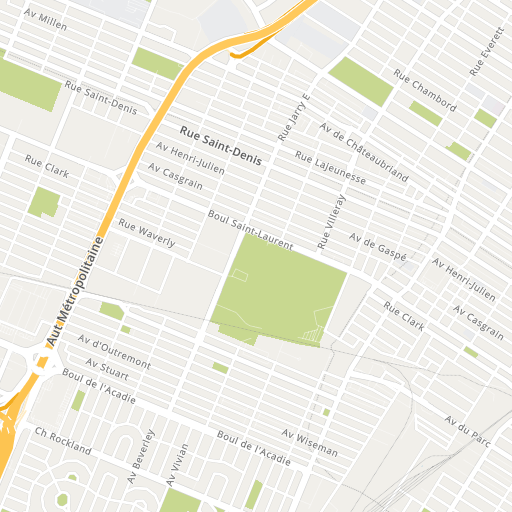 Av Millen
Rue Everett
Rue Chambord
Rue Saint-Denis
Rue Jarry E
Rue Saint-Denis
Av de Châteaubriand
Av Henri-Julien
Rue Lajeunesse
Rue Clark
Av Casgrain
Rue Villeray
Boul Saint-Laurent
Rue Waverly
Av de Gaspé
Av Henri-Julien
Aut Métropolitaine
Rue Clark
Av Casgrain
Av d'Outremont
Av Stuart
Boul de l'Acadie
Av du Parc
Ch Rockland
Av Beverley
Av Vivian
Boul de l'Acadie
Av Wiseman